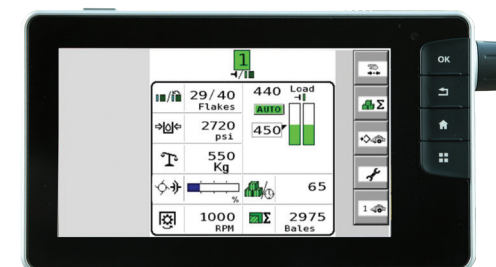 1
29/40
Flakes
440 Load
AUTO
450
2720
psi
550
Kg
%
65
1000
RPM
Σ 2975
Bales
Σ
1
OK